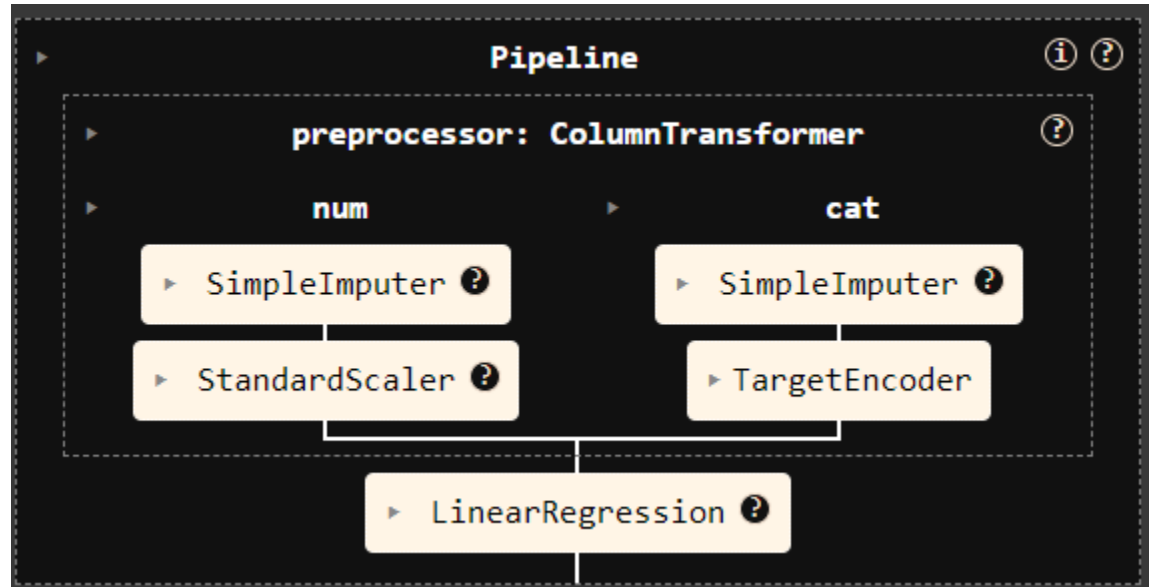 Pipeline i ?
preprocessor: ColumnTransformer ?
num cat
SimpleImputer ? SimpleImputer ?
StandardScaler ? TargetEncoder
LinearRegression ?